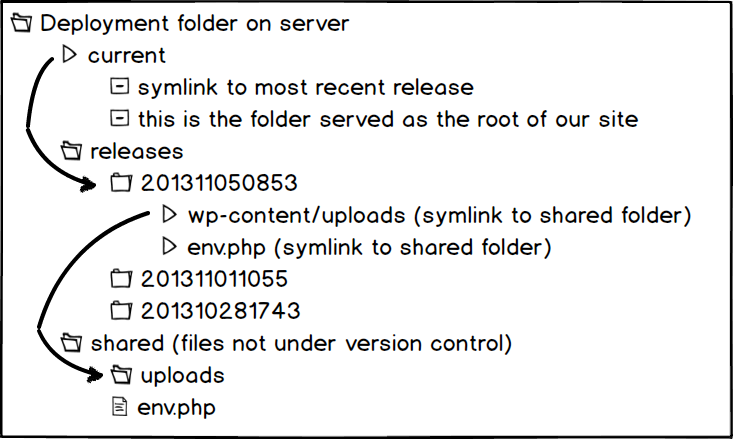 Deployment folder on server
current
symlink to most recent release
this is the folder served as the root of our site
releases
201311050853
wp-content/uploads (symlink to shared folder)
env.php (symlink to shared folder)
201311011055
201310281743
shared (files not under version control)
uploads
env.php